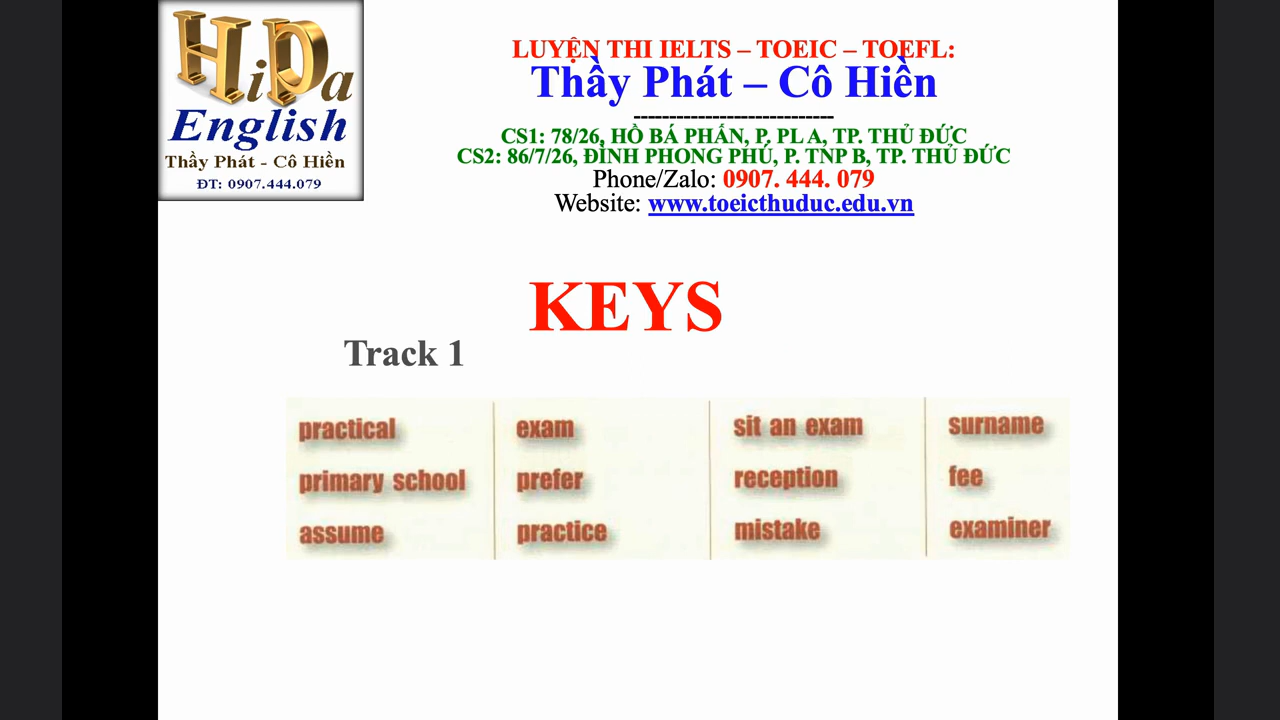 HiPa
English
Thầy Phát - Cô Hiền
ĐT: 0907.444.079
LUYỆN THI IELTS – TOEIC – TOEFL:
Thầy Phát – Cô Hiền
----------------------------
CS1: 78/26, HỒ BÁ PHẤN, P. PL A, TP. THỦ ĐỨC
CS2: 86/7/26, ĐÌNH PHONG PHÚ, P. TNP B, TP. THỦ ĐỨC
Phone/Zalo: 0907. 444. 079
Website: www.toeicthuduc.edu.vn
KEYS
Track 1
practical exam sit an exam surname
primary school prefer reception fee
assume practice mistake examiner